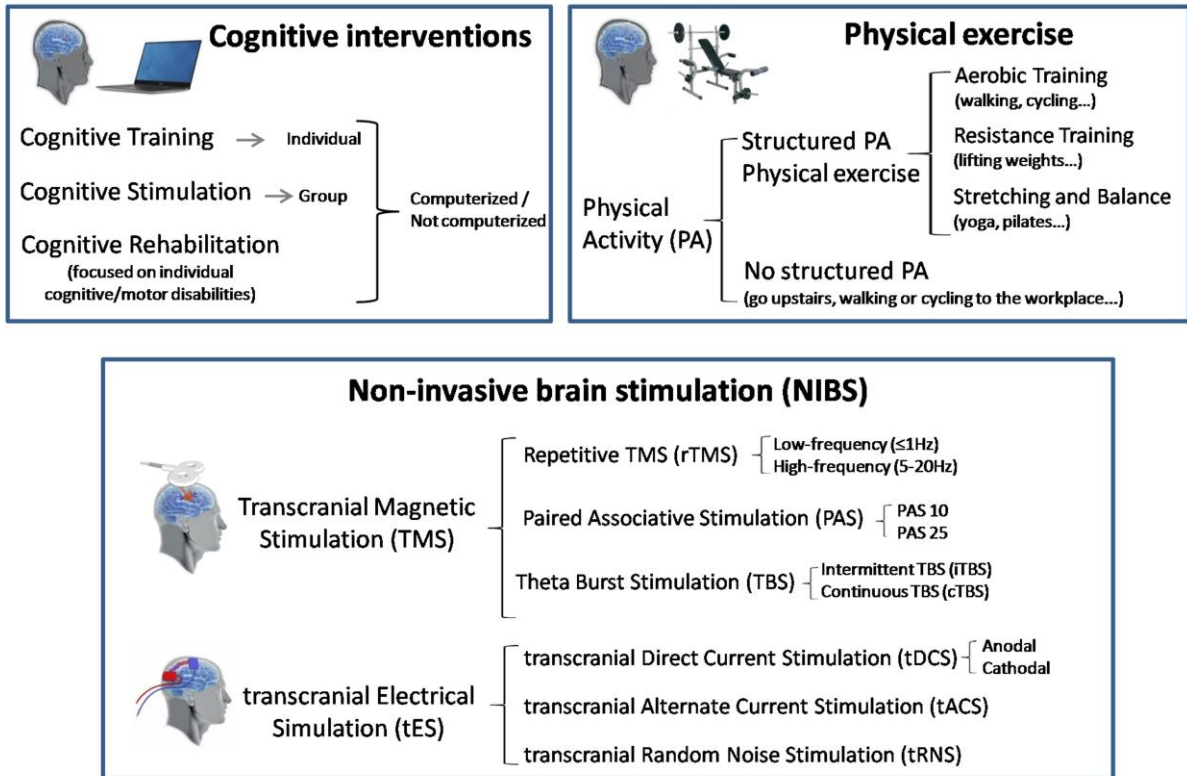 Cognitive interventions
Cognitive Training → Individual
Cognitive Stimulation → Group
Cognitive Rehabilitation
(focused on individual
cognitive/motor disabilities)
Computerized /
Not computerized
Physical exercise
Physical
Activity (PA)
Structured PA
Physical exercise
Aerobic Training
(walking, cycling...)
Resistance Training
(lifting weights...)
Stretching and Balance
(yoga, pilates...)
No structured PA
(go upstairs, walking or cycling to the workplace...)
Non-invasive brain stimulation (NIBS)
Transcranial Magnetic
Stimulation (TMS)
Repetitive TMS (rTMS)
Low-frequency (≤1Hz)
High-frequency (5-20Hz)
Paired Associative Stimulation (PAS)
PAS 10
PAS 25
Theta Burst Stimulation (TBS)
Intermittent TBS (iTBS)
Continuous TBS (cTBS)
transcranial Electrical
Simulation (tES)
transcranial Direct Current Stimulation (tDCS)
Anodal
Cathodal
transcranial Alternate Current Stimulation (tACS)
transcranial Random Noise Stimulation (tRNS)